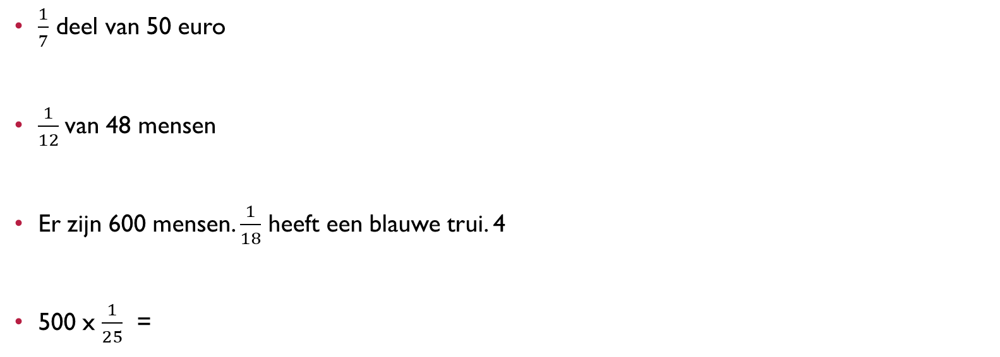 • 1/7 deel van 50 euro
• 1/12 van 48 mensen
• Er zijn 600 mensen. 1/18 heeft een blauwe trui. 4
• 500 x 1/25 =